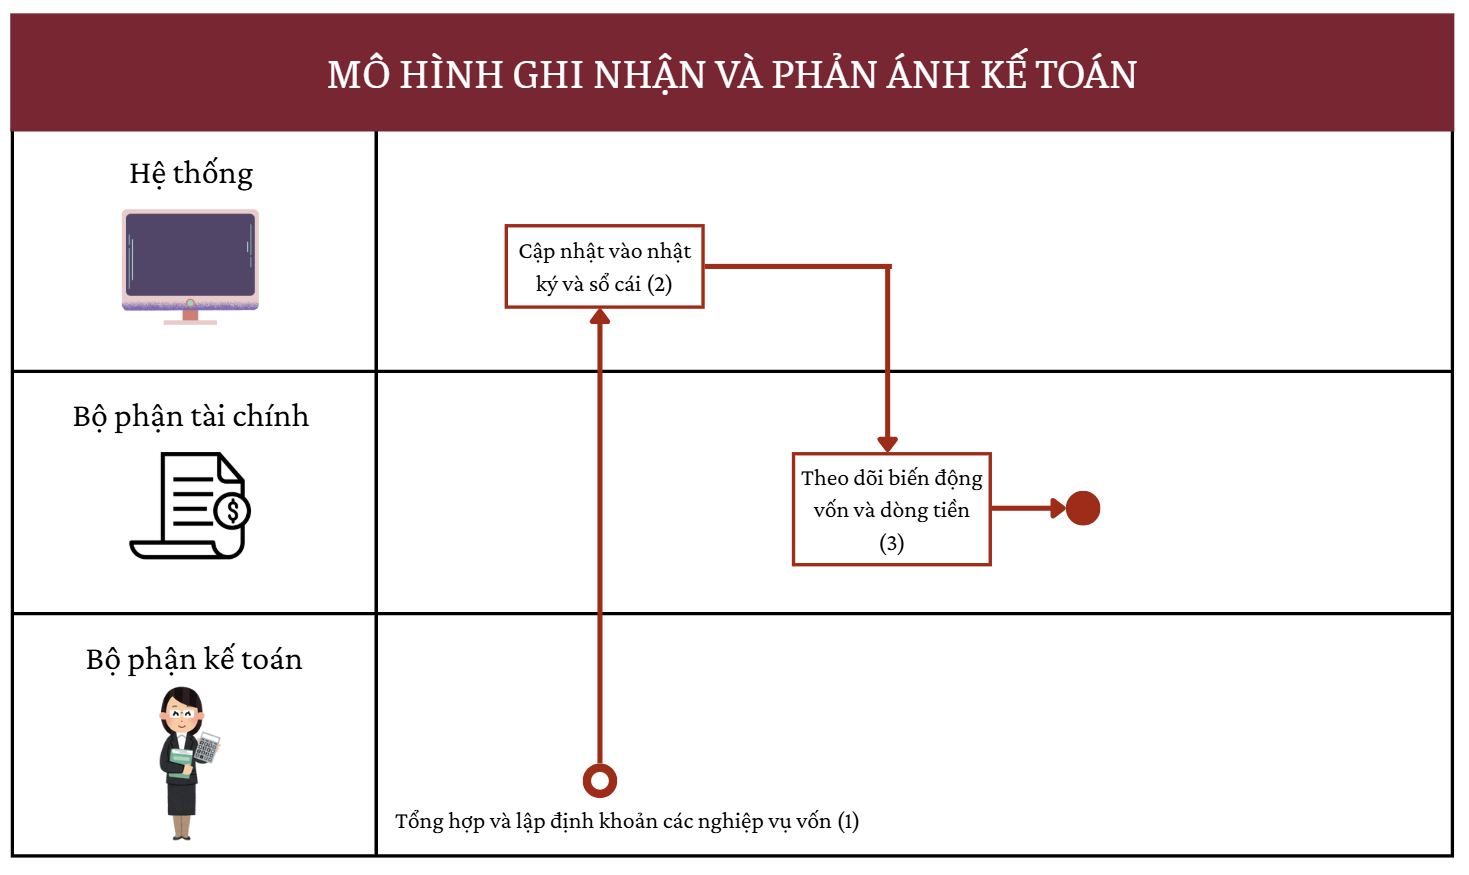 MÔ HÌNH GHI NHẬN VÀ PHẢN ÁNH KẾ TOÁN
Hệ thống
Cập nhật vào nhật
ký và sổ cái (2)
Bộ phận tài chính
$
Theo dõi biến động
vốn và dòng tiền
(3)
Bộ phận kế toán
Tổng hợp và lập định khoản các nghiệp vụ vốn (1)